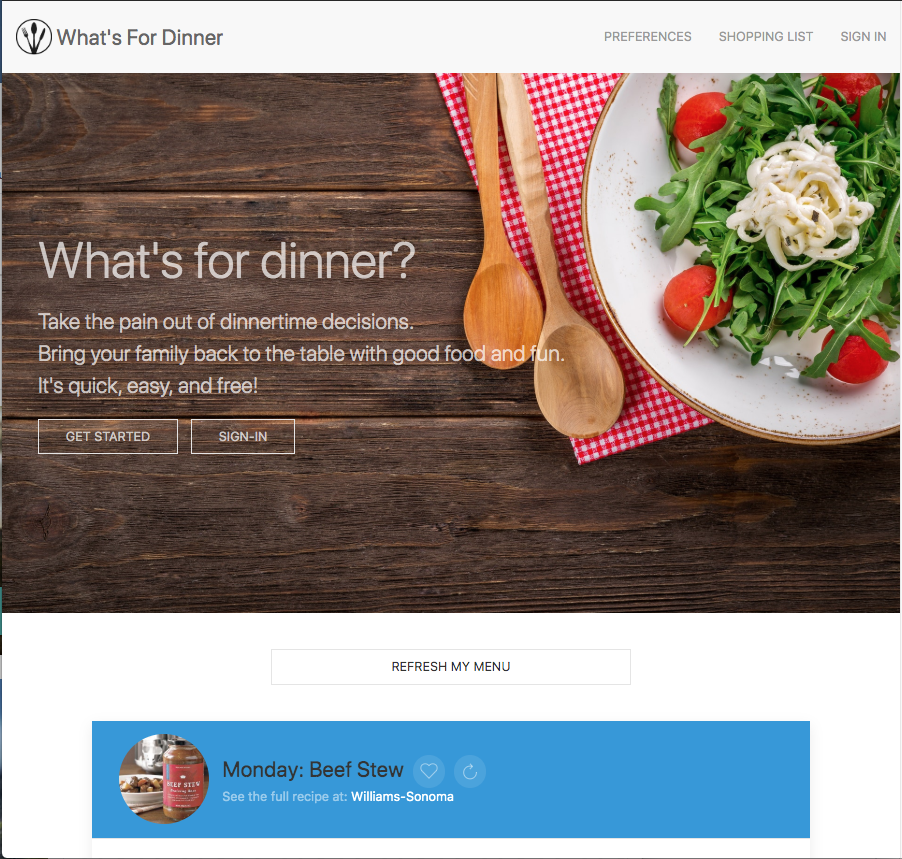 What's For Dinner
PREFERENCES SHOPPING LIST SIGN IN
What's for dinner?
Take the pain out of dinnertime decisions.
Bring your family back to the table with good food and fun.
It's quick, easy, and free!
GET STARTED SIGN-IN
REFRESH MY MENU
Monday: Beef Stew
See the full recipe at: Williams-Sonoma
BEEF STEW